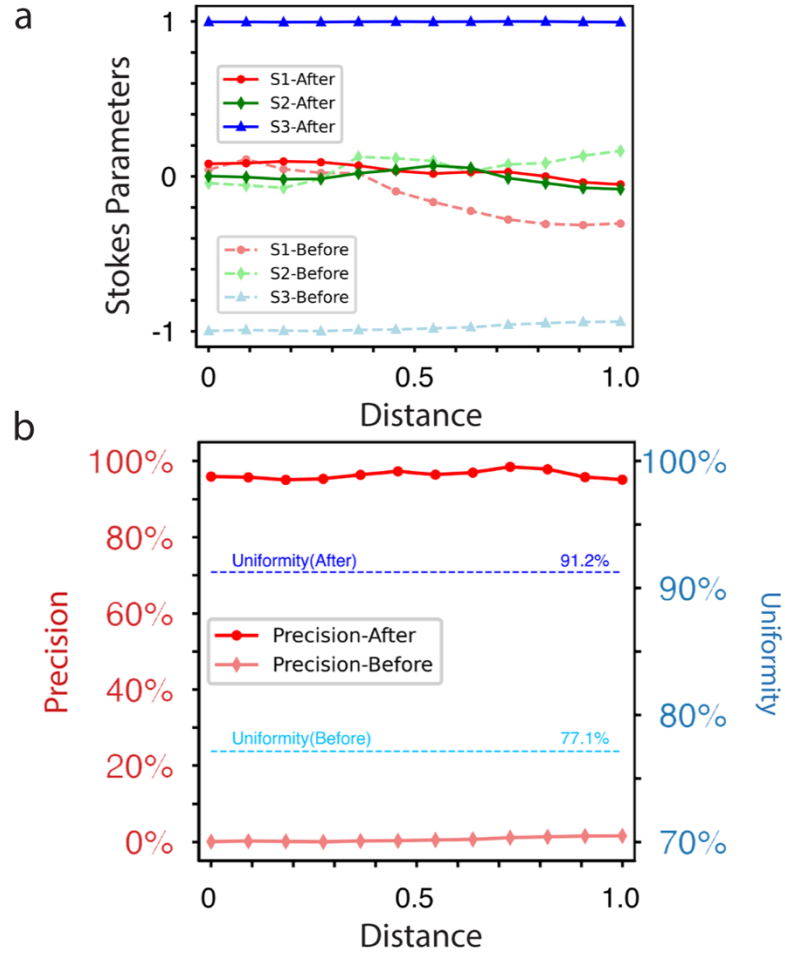 a
Stokes Parameters
1
0
-1
S1-After
S2-After
S3-After
S1-Before
S2-Before
S3-Before
0 0.5 1.0
Distance
b
Precision
100%
80%
60%
40%
20%
0%
Uniformity(After) 91.2%
Precision-After
Precision-Before
Uniformity(Before) 77.1%
100%
90%
80%
70%
Uniformity
0 0.5 1.0
Distance